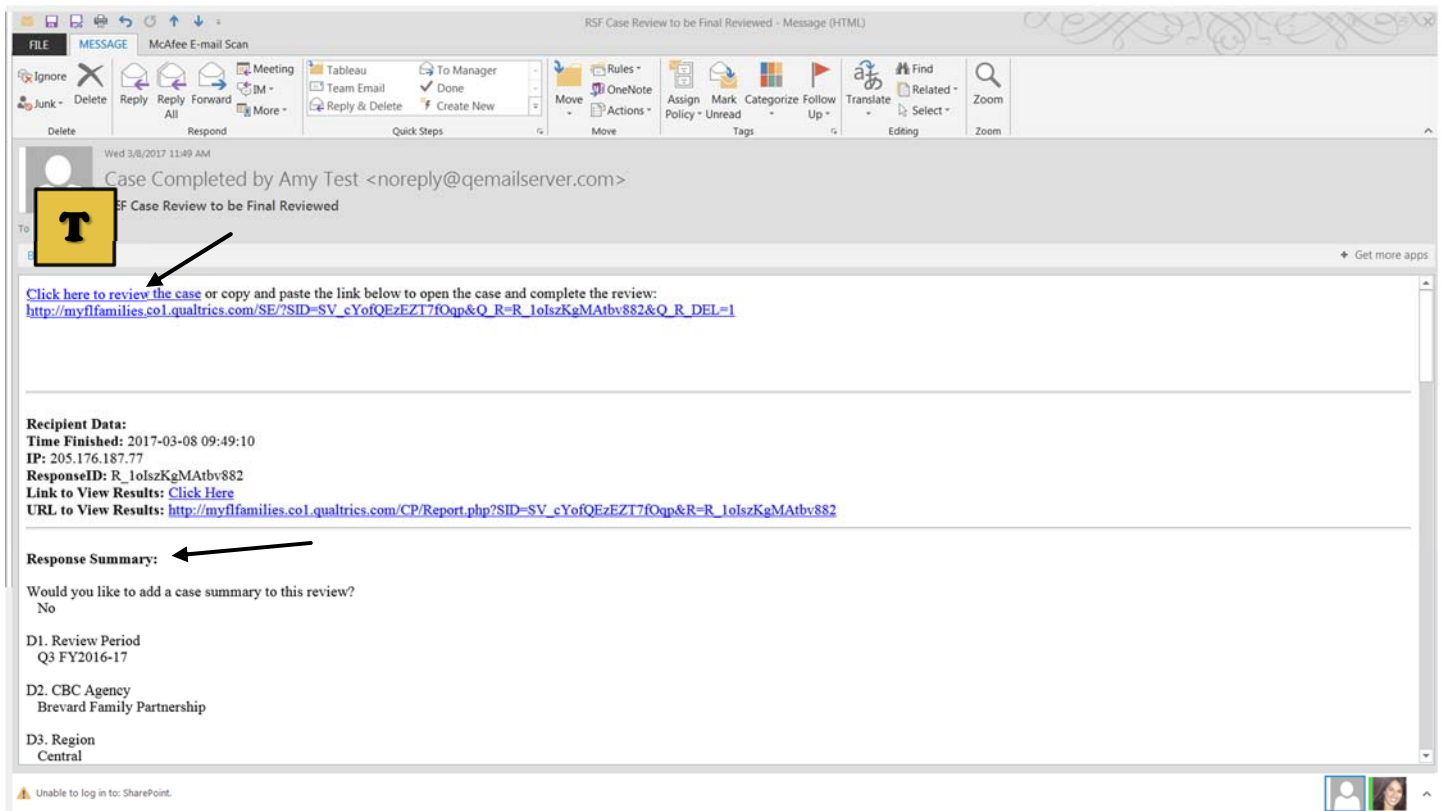 RSF Case Review to be Final Reviewed - Message (HTML)
FILE MESSAGE McAfee E-mail Scan
Ignore
Junk
Delete
Delete
Reply
Reply All
Forward
Meeting
IM
More
Respond
Tableau
Team Email
Reply & Delete
To Manager
Done
Create New
Quick Steps
Move
Rules
OneNote
Actions
Move
Assign Policy
Mark Unread
Categorize
Follow Up
Tags
Translate
Find
Related
Select
Editing
Zoom
Zoom
Wed 3/8/2017 11:49 AM
Case Completed by Amy Test <noreply@qemailserver.com>
SF Case Review to be Final Reviewed
To
T
+ Get more apps
Click here to review the case or copy and paste the link below to open the case and complete the review:
http://myflfamilies.co1.qualtrics.com/SE/?SID=SV_cYofQEzEZT7fOqp&Q_R=R_1oIszKgMAtbv882&Q_R_DEL=1
Recipient Data:
Time Finished: 2017-03-08 09:49:10
IP: 205.176.187.77
ResponseID: R_1oIszKgMAtbv882
Link to View Results: Click Here
URL to View Results: http://myflfamilies.co1.qualtrics.com/CP/Report.php?SID=SV_cYofQEzEZT7fOqp&R=R_1oIszKgMAtbv882
Response Summary:
Would you like to add a case summary to this review?
No
D1. Review Period
Q3 FY2016-17
D2. CBC Agency
Brevard Family Partnership
D3. Region
Central
Unable to log in to: SharePoint.